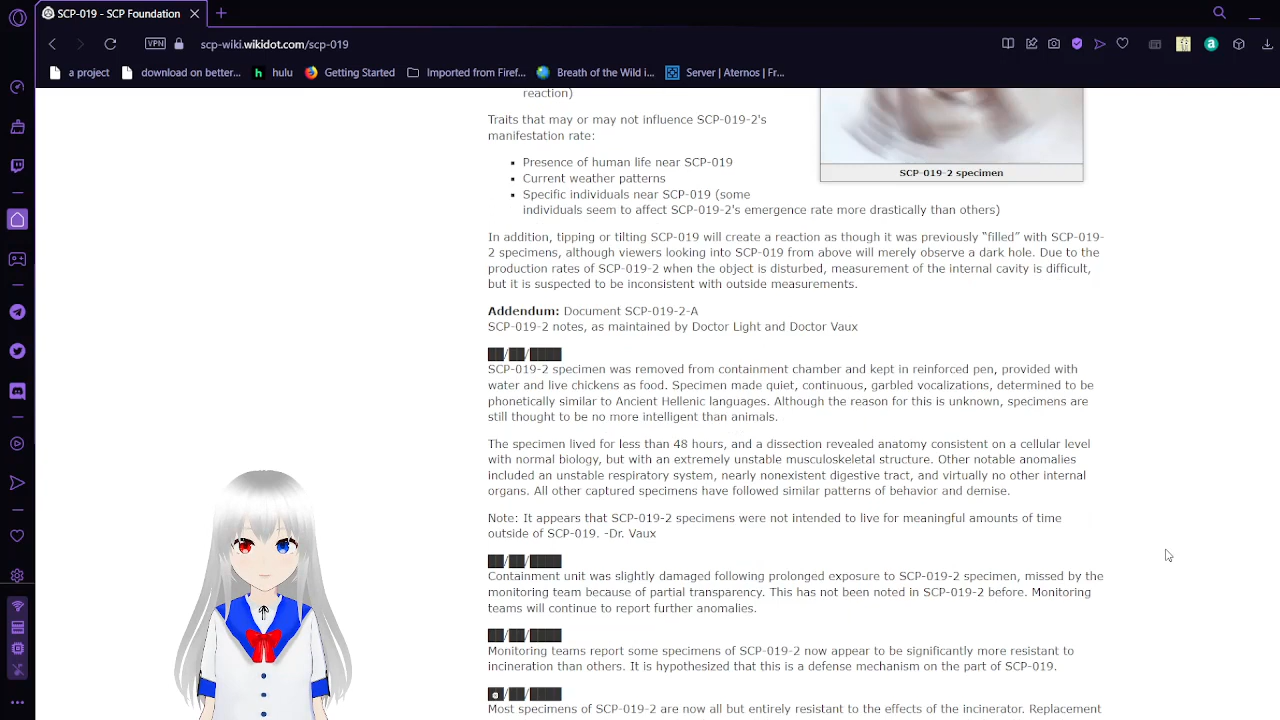 SCP-019 - SCP Foundation
VPN
scp-wiki.wikidot.com/scp-019
a project
download on better...
h hulu
Getting Started
Imported from Firef...
Breath of the Wild i...
Server | Aternos | Fr...
reaction)
Traits that may or may not influence SCP-019-2's
manifestation rate:
Presence of human life near SCP-019
Current weather patterns
Specific individuals near SCP-019 (some
individuals seem to affect SCP-019-2's emergence rate more drastically than others)
SCP-019-2 specimen
In addition, tipping or tilting SCP-019 will create a reaction as though it was previously “filled” with SCP-019-
2 specimens, although viewers looking into SCP-019 from above will merely observe a dark hole. Due to the
production rates of SCP-019-2 when the object is disturbed, measurement of the internal cavity is difficult,
but it is suspected to be inconsistent with outside measurements.
Addendum: Document SCP-019-2-A
SCP-019-2 notes, as maintained by Doctor Light and Doctor Vaux
██/██/████
SCP-019-2 specimen was removed from containment chamber and kept in reinforced pen, provided with
water and live chickens as food. Specimen made quiet, continuous, garbled vocalizations, determined to be
phonetically similar to Ancient Hellenic languages. Although the reason for this is unknown, specimens are
still thought to be no more intelligent than animals.
The specimen lived for less than 48 hours, and a dissection revealed anatomy consistent on a cellular level
with normal biology, but with an extremely unstable musculoskeletal structure. Other notable anomalies
included an unstable respiratory system, nearly nonexistent digestive tract, and virtually no other internal
organs. All other captured specimens have followed similar patterns of behavior and demise.
Note: It appears that SCP-019-2 specimens were not intended to live for meaningful amounts of time
outside of SCP-019. -Dr. Vaux
██/██/████
Containment unit was slightly damaged following prolonged exposure to SCP-019-2 specimen, missed by the
monitoring team because of partial transparency. This has not been noted in SCP-019-2 before. Monitoring
teams will continue to report further anomalies.
██/██/████
Monitoring teams report some specimens of SCP-019-2 now appear to be significantly more resistant to
incineration than others. It is hypothesized that this is a defense mechanism on the part of SCP-019.
██/██/████
Most specimens of SCP-019-2 are now all but entirely resistant to the effects of the incinerator. Replacement